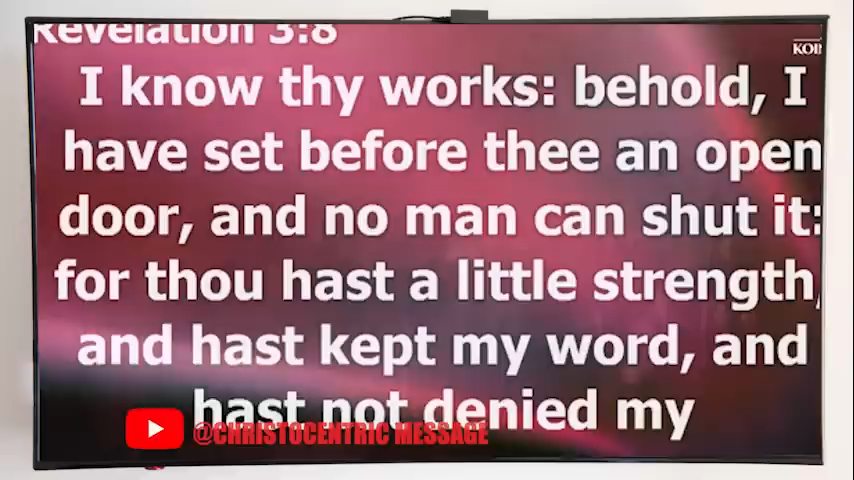 Revelation 3:8
I know thy works: behold, I
have set before thee an open
door, and no man can shut it:
for thou hast a little strength,
and hast kept my word, and
hast not denied my
@CHRISTOCENTRIC MESSAGE